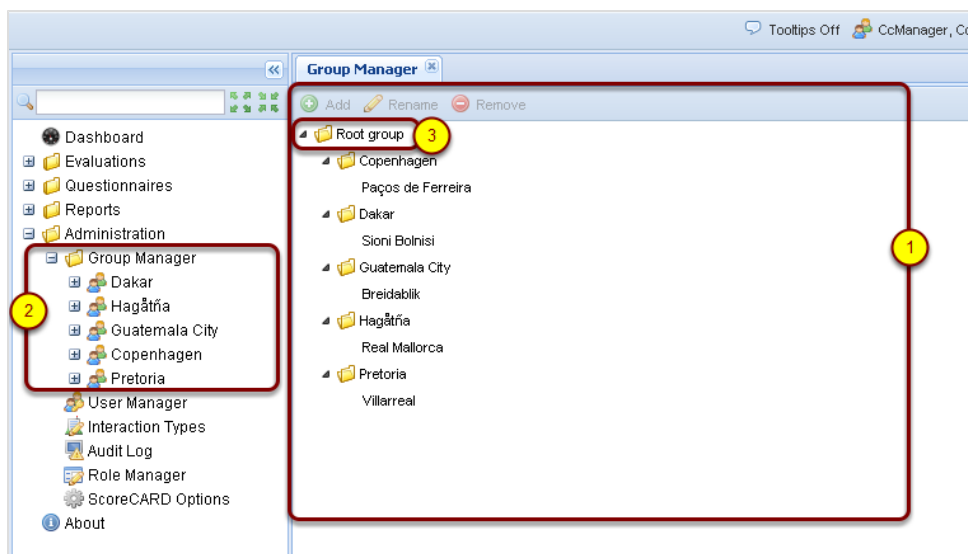 Tooltips Off CcManager, Co
Group Manager
Add Rename Remove
Dashboard
Evaluations
Questionnaires
Reports
Administration
Group Manager
Dakar
Hagåtña
Guatemala City
Copenhagen
Pretoria
User Manager
Interaction Types
Audit Log
Role Manager
ScoreCARD Options
About
2
Root group 3
Copenhagen
Paços de Ferreira
Dakar
Sioni Bolnisi
Guatemala City
Breidablik
Hagåtña
Real Mallorca
Pretoria
Villarreal
1